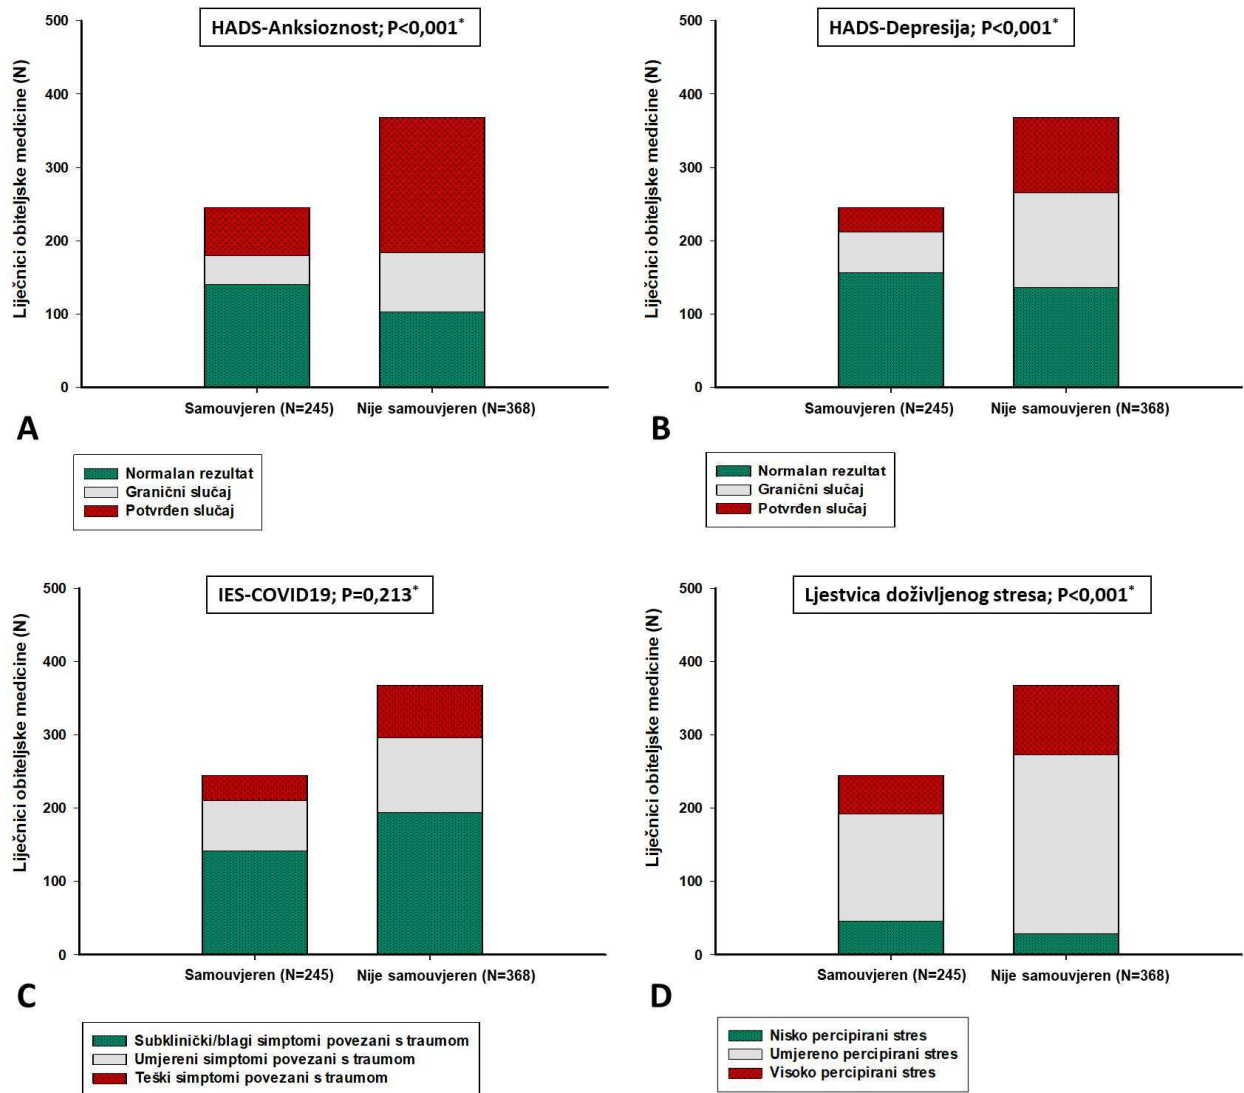 HADS-Anksioznost; P<0,001*
Liječnici obiteljske medicine (N)
500
400
300
200
100
0
Samouvjeren (N=245)
Nije samouvjeren (N=368)
A
Normalan rezultat
Granični slučaj
Potvrđen slučaj
HADS-Depresija; P<0,001*
Liječnici obiteljske medicine (N)
500
400
300
200
100
0
Samouvjeren (N=245)
Nije samouvjeren (N=368)
B
Normalan rezultat
Granični slučaj
Potvrđen slučaj
IES-COVID19; P=0,213*
Liječnici obiteljske medicine (N)
500
400
300
200
100
0
Samouvjeren (N=245)
Nije samouvjeren (N=368)
C
Subklinički/blagi simptomi povezani s traumom
Umjereni simptomi povezani s traumom
Teški simptomi povezani s traumom
Ljestvica doživljenog stresa; P<0,001*
Liječnici obiteljske medicine (N)
500
400
300
200
100
0
Samouvjeren (N=245)
Nije samouvjeren (N=368)
D
Nisko percipirani stres
Umjereno percipirani stres
Visoko percipirani stres